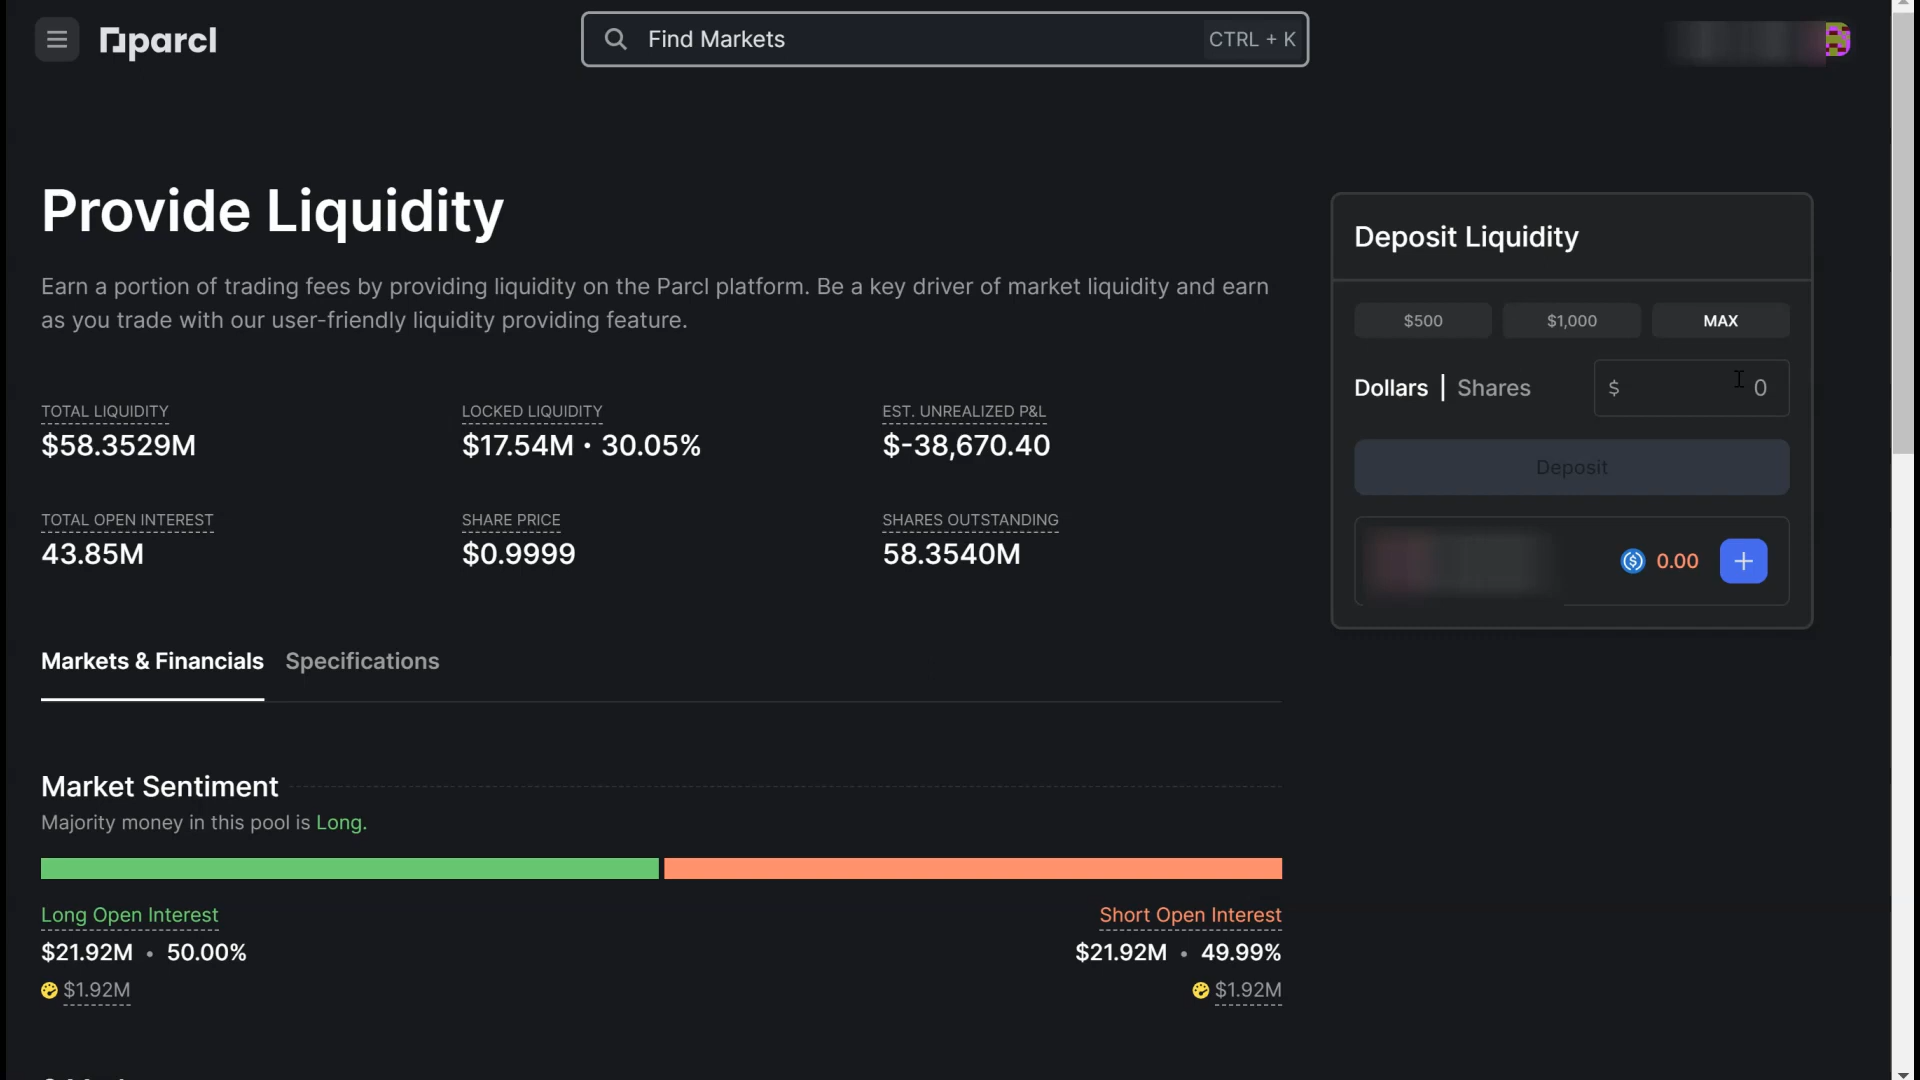 parcl
Find Markets
CTRL + K
Provide Liquidity
Earn a portion of trading fees by providing liquidity on the Parcl platform. Be a key driver of market liquidity and earn
as you trade with our user-friendly liquidity providing feature.
TOTAL LIQUIDITY
$58.3529M
LOCKED LIQUIDITY
$17.54M • 30.05%
EST. UNREALIZED P&L
$-38,670.40
TOTAL OPEN INTEREST
43.85M
SHARE PRICE
$0.9999
SHARES OUTSTANDING
58.3540M
Deposit Liquidity
$500
$1,000
MAX
Dollars | Shares
$ 0
Deposit
0.00
Markets & Financials
Specifications
Market Sentiment
Majority money in this pool is Long.
Long Open Interest
$21.92M • 50.00%
$1.92M
Short Open Interest
$21.92M • 49.99%
$1.92M